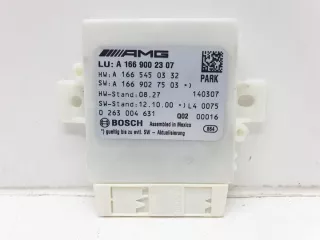 AMG
LU: A 166 900 23 07
HW: A 166 545 03 32 PARK
SW: A 166 902 75 03 *)
HW-Stand: 08.27 140307
SW-Stand: 12.10.00 *) L4 0075
0 263 004 631 Q02 00016
BOSCH Assembled in Mexico
*) gueltig bis zu evtl. SW - Aktualisierung